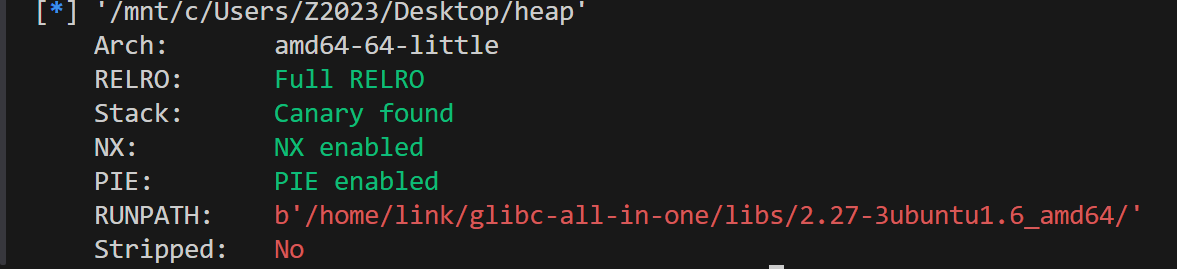 [*] '/mnt/c/Users/Z2023/Desktop/heap'
Arch: amd64-64-little
RELRO: Full RELRO
Stack: Canary found
NX: NX enabled
PIE: PIE enabled
RUNPATH: b'/home/link/glibc-all-in-one/libs/2.27-3ubuntu1.6_amd64/'
Stripped: No